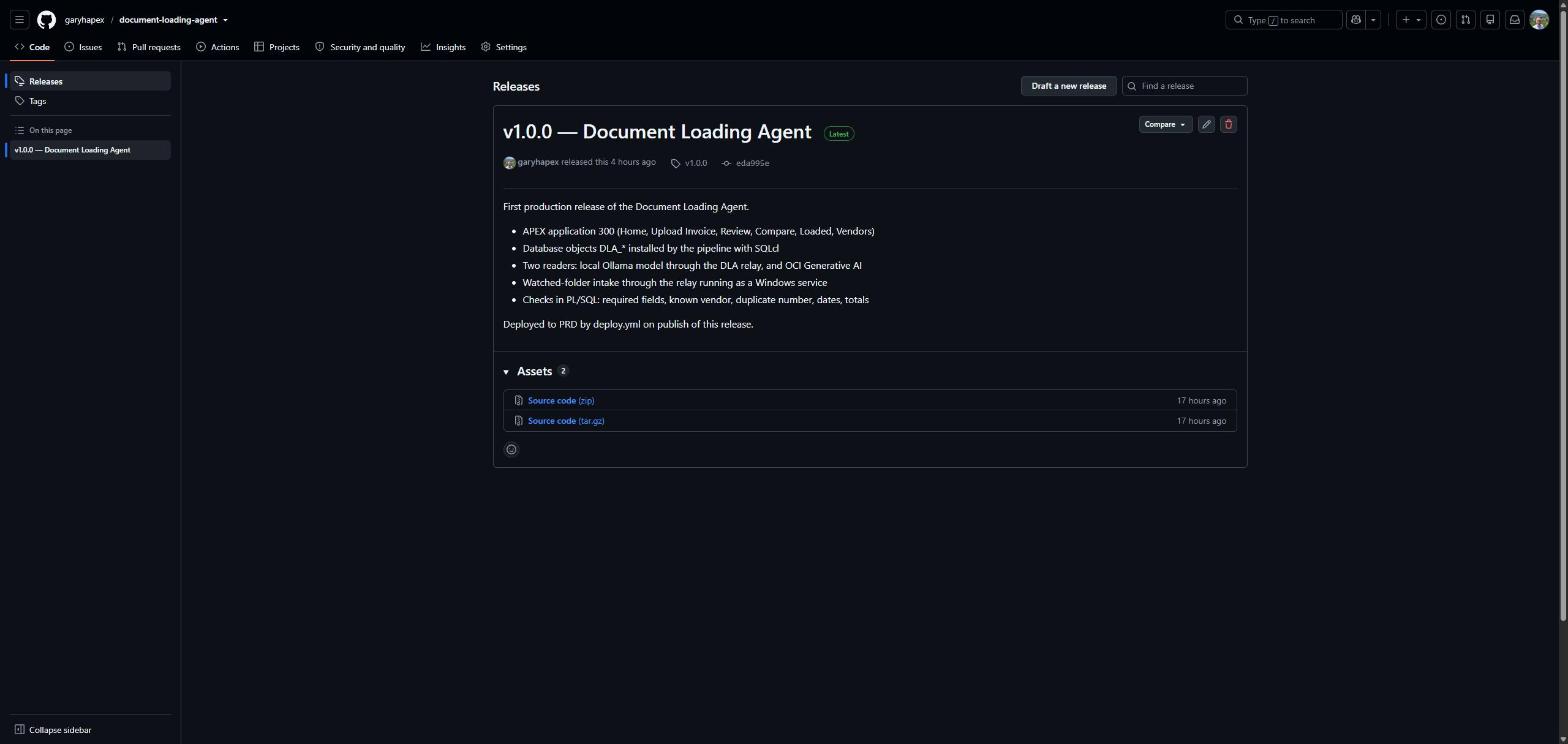 garyhapex / document-loading-agent
Type / to search
Code
Issues
Pull requests
Actions
Projects
Security and quality
Insights
Settings
Releases
Tags
On this page
v1.0.0 — Document Loading Agent
Collapse sidebar
Releases
Draft a new release
Find a release
v1.0.0 — Document Loading Agent
Latest
Compare
garyhapex released this 4 hours ago
v1.0.0
eda995e
First production release of the Document Loading Agent.
• APEX application 300 (Home, Upload Invoice, Review, Compare, Loaded, Vendors)
• Database objects DLA_* installed by the pipeline with SQLcl
• Two readers: local Ollama model through the DLA relay, and OCI Generative AI
• Watched-folder intake through the relay running as a Windows service
• Checks in PL/SQL: required fields, known vendor, duplicate number, dates, totals
Deployed to PRD by deploy.yml on publish of this release.
Assets 2
Source code (zip)
17 hours ago
Source code (tar.gz)
17 hours ago